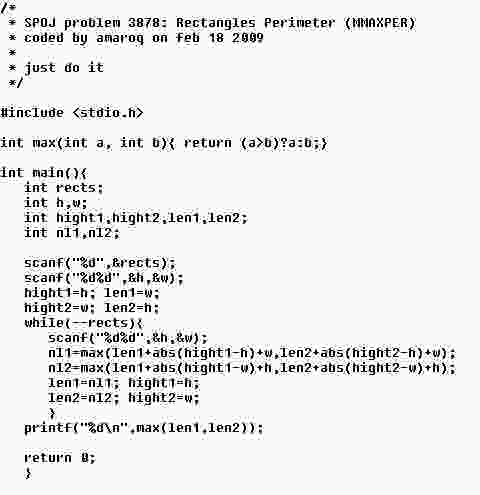 /*
 * SPOJ problem 3878: Rectangles Perimeter (MMAXPER)
 * coded by amaroq on feb 18 2009
 *
 * just do it
 */
#include <stdio.h>
int max(int a, int b){ return (a>b)?a:b;}
int main(){
   int rects;
   int h,w;
   int hight1,hight2,len1,len2;
   int nl1,nl2;
   scanf("%d",&rects);
   scanf("%d%d",&h,&w);
   hight1=h; len1=w;
   hight2=w; len2=h;
   while(--rects){
      scanf("%d%d",&h,&w);
      nl1=max(len1+abs(hight1-h)+w,len2+abs(hight2-h)+w);
      nl2=max(len1+abs(hight1-w)+h,len2+abs(hight2-w)+h);
      len1=nl1; hight1=h;
      len2=nl2; hight2=w;
      }
   printf("%d\n",max(len1,len2));
   return 0;
   }